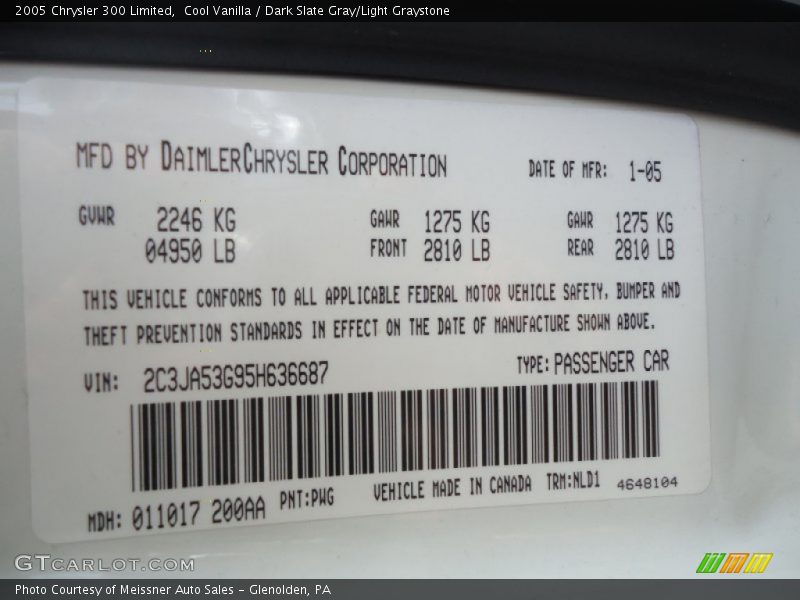 2005 Chrysler 300 Limited,  Cool Vanilla / Dark Slate Gray/Light Graystone
MFD BY DAIMLERCHRYSLER CORPORATION DATE OF MFR: 1-05
GVWR 2246 KG GAWR 1275 KG GAWR 1275 KG
04950 LB FRONT 2810 LB REAR 2810 LB
THIS VEHICLE CONFORMS TO ALL APPLICABLE FEDERAL MOTOR VEHICLE SAFETY, BUMPER AND
THEFT PREVENTION STANDARDS IN EFFECT ON THE DATE OF MANUFACTURE SHOWN ABOVE.
VIN: 2C3JA53G95H636687 TYPE: PASSENGER CAR
MDH: 011017 200AA PNT:PWG VEHICLE MADE IN CANADA TRM:NLD1 4648104
GTCARLOT.COM
Photo Courtesy of Meissner Auto Sales - Glenolden, PA